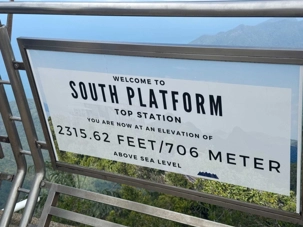 WELCOME TO
SOUTH PLATFORM
TOP STATION
YOU ARE NOW AT AN ELEVATION OF
2315.62 FEET/706 METER
ABOVE SEA LEVEL